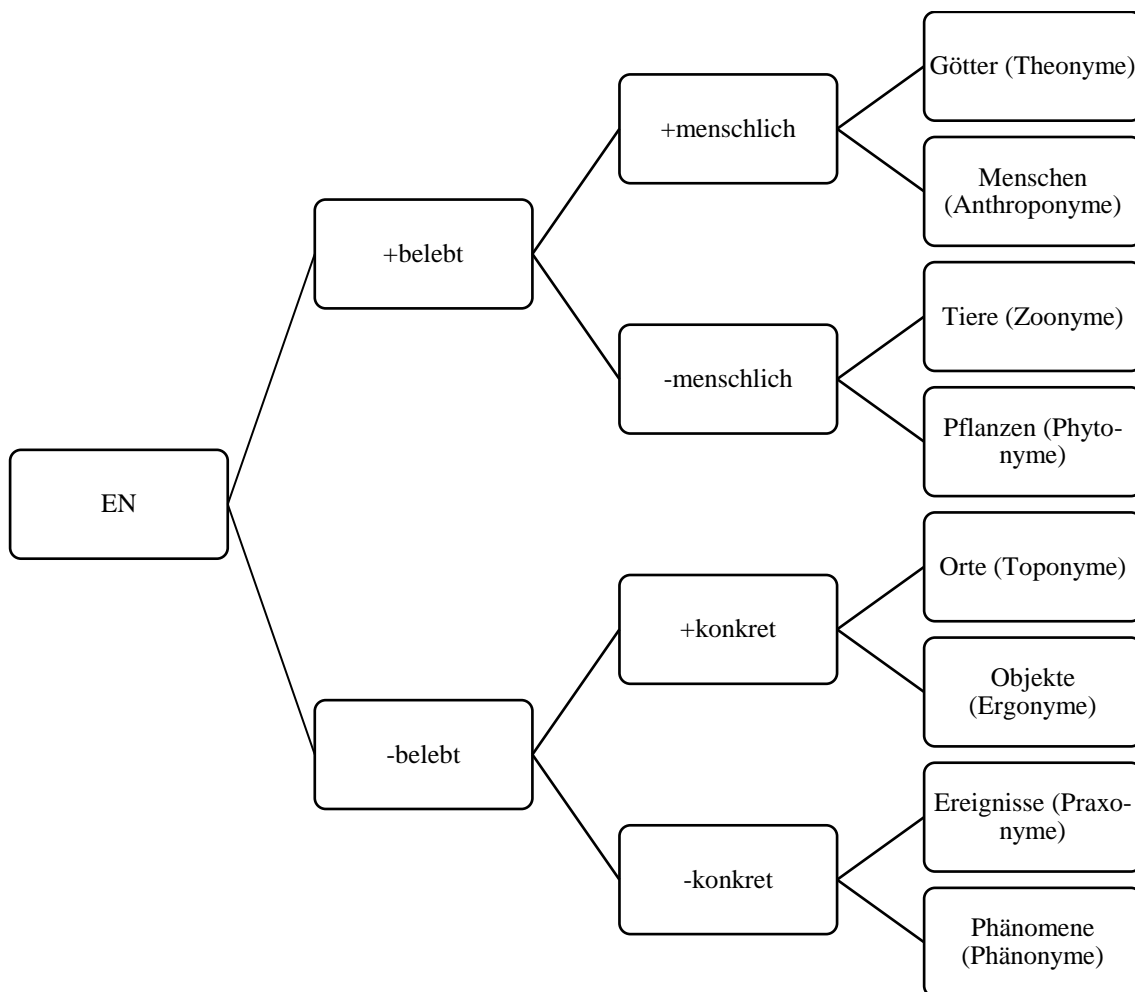 Götter (Theonyme)
+menschlich
Menschen
(Anthroponyme)
+belebt
Tiere (Zoonyme)
-menschlich
Pflanzen (Phyto-
nyme)
EN
Orte (Toponyme)
+konkret
Objekte
(Ergonyme)
-belebt
Ereignisse (Praxo-
nyme)
-konkret
Phänomene
(Phänonyme)